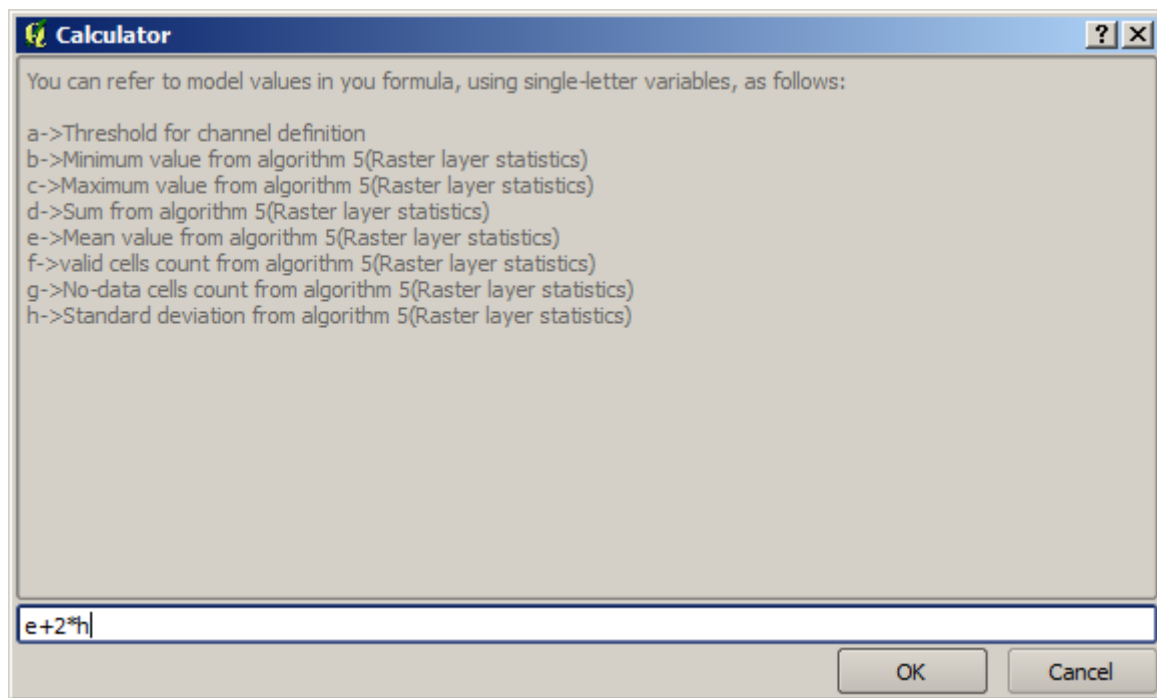 Calculator
You can refer to model values in you formula, using single-letter variables, as follows:
a->Threshold for channel definition
b->Minimum value from algorithm 5(Raster layer statistics)
c->Maximum value from algorithm 5(Raster layer statistics)
d->Sum from algorithm 5(Raster layer statistics)
e->Mean value from algorithm 5(Raster layer statistics)
f->valid cells count from algorithm 5(Raster layer statistics)
g->No-data cells count from algorithm 5(Raster layer statistics)
h->Standard deviation from algorithm 5(Raster layer statistics)
e+2*h
OK Cancel